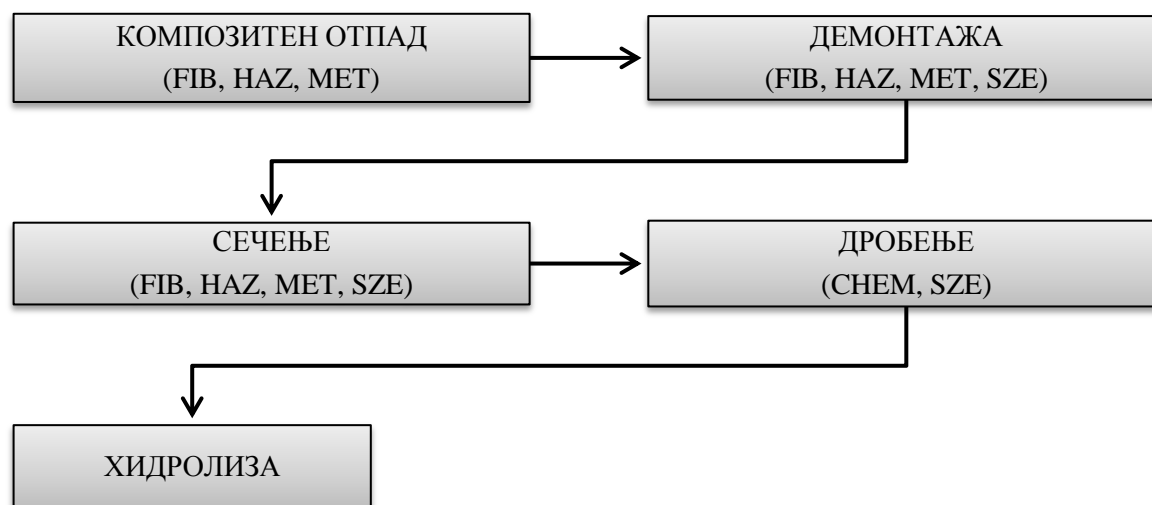 КОМПОЗИТЕН ОТПАД
(FIB, HAZ, MET)
ДЕМОНТАЖА
(FIB, HAZ, MET, SZE)
СЕЧЕЊЕ
(FIB, HAZ, MET, SZE)
ДРОБЕЊЕ
(CHEM, SZE)
ХИДРОЛИЗА